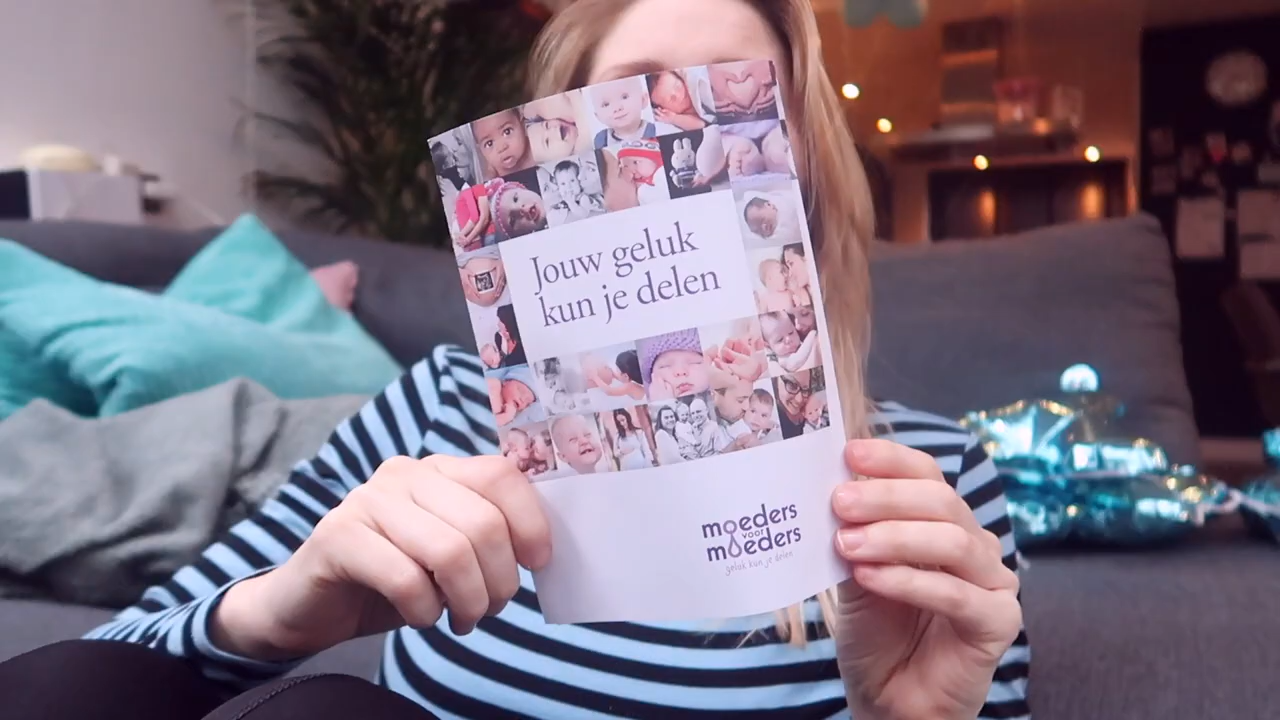 Jouw geluk
kun je delen
moeders
voor
moeders
geluk kun je delen